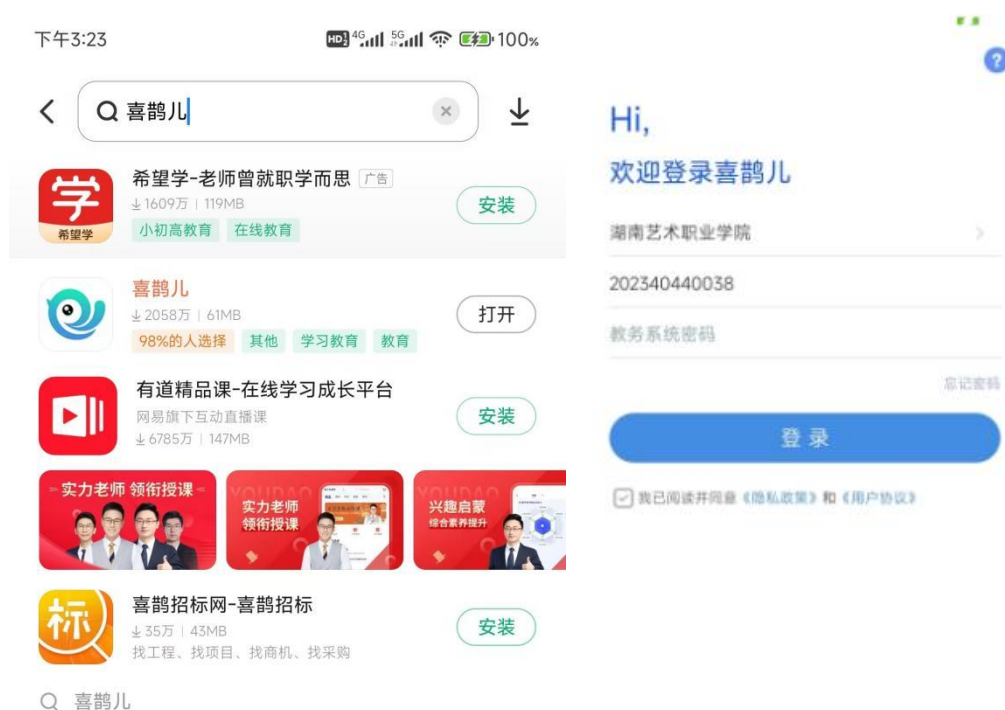 下午3:23
HD2 4G 5G 100%
喜鹊儿
学
希望学
希望学-老师曾就职学而思 广告
1609万 | 119MB
小初高教育 在线教育
安装
喜鹊儿
2058万 | 61MB
98%的人选择 其他 学习教育 教育
打开
有道精品课-在线学习成长平台
网易旗下互动直播课
6785万 | 147MB
安装
实力老师 领衔授课
YOUDAO
实力老师
领衔授课
YOUDAO
兴趣启蒙
综合素养提升
标
喜鹊招标网-喜鹊招标
35万 | 43MB
找工程、找项目、找商机、找采购
安装
喜鹊儿
?
Hi,
欢迎登录喜鹊儿
湖南艺术职业学院
202340440038
教务系统密码
忘记密码
登录
我已阅读并同意《隐私政策》和《用户协议》